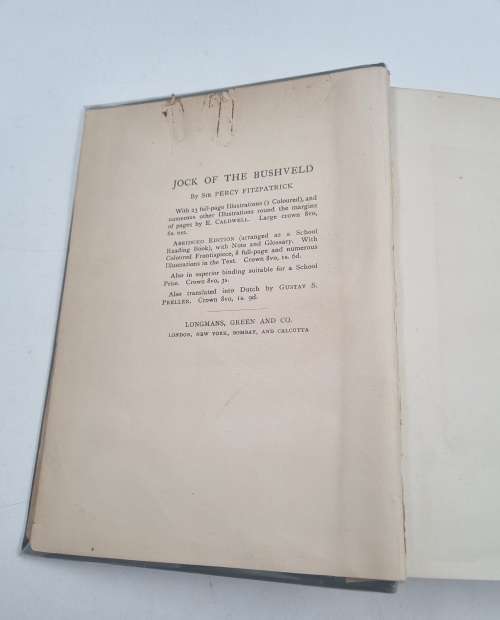 JOCK OF THE BUSHVELD
By Sir PERCY FITZPATRICK
With 23 full-page Illustrations (1 Coloured), and
numerous other Illustrations round the margins
of pages by E. Caldwell. Large crown 8vo,
6s. net.
Abridged Edition (arranged as a School
Reading Book), with Note and Glossary. With
Coloured Frontispiece, 8 full-page and numerous
Illustrations in the Text. Crown 8vo, 1s. 6d.
Also in superior binding suitable for a School
Prize. Crown 8vo, 3s.
Also translated into Dutch by Gustav S.
Preller. Crown 8vo, 1s. 9d.
LONGMANS, GREEN AND CO.
LONDON, NEW YORK, BOMBAY, AND CALCUTTA